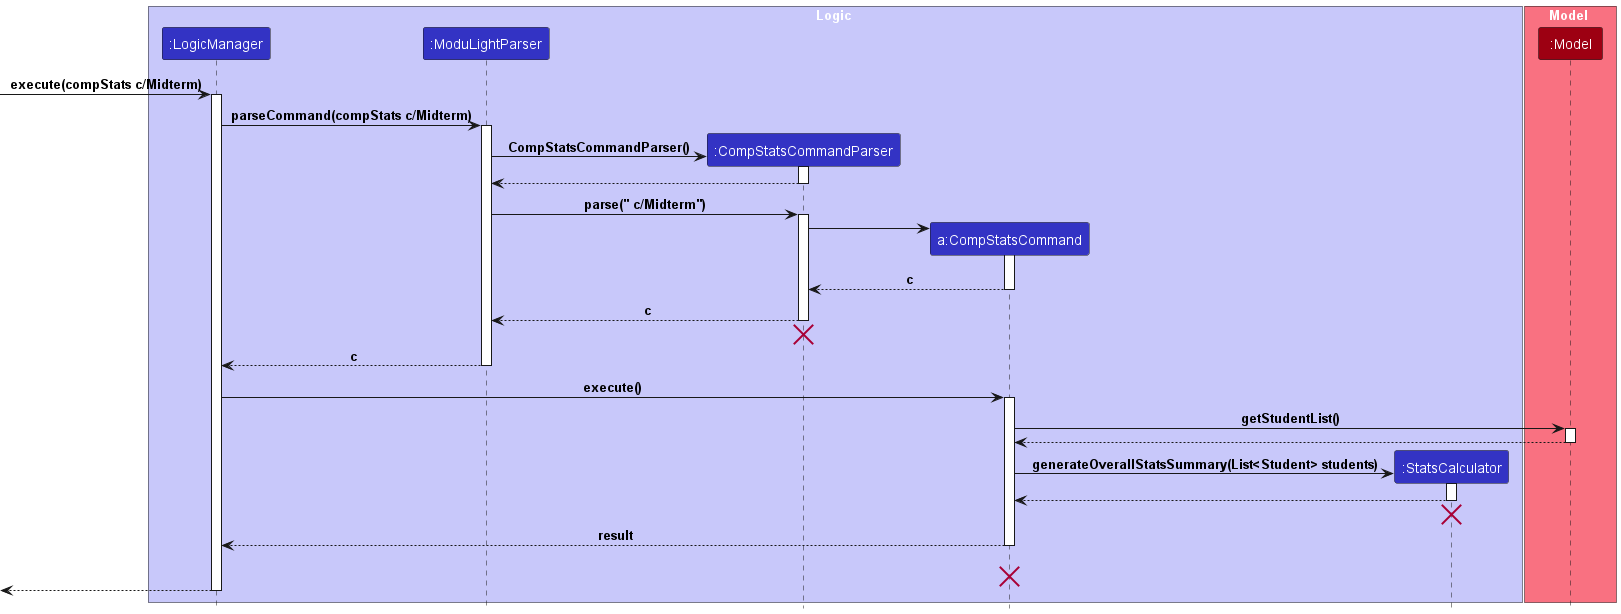 Logic
Model
:LogicManager
:ModuLightParser
:Model
execute(compStats c/Midterm)
parseCommand(compStats c/Midterm)
CompStatsCommandParser()
:CompStatsCommandParser
parse(" c/Midterm")
a:CompStatsCommand
c
c
c
execute()
getStudentList()
generateOverallStatsSummary(List<Student> students)
:StatsCalculator
result